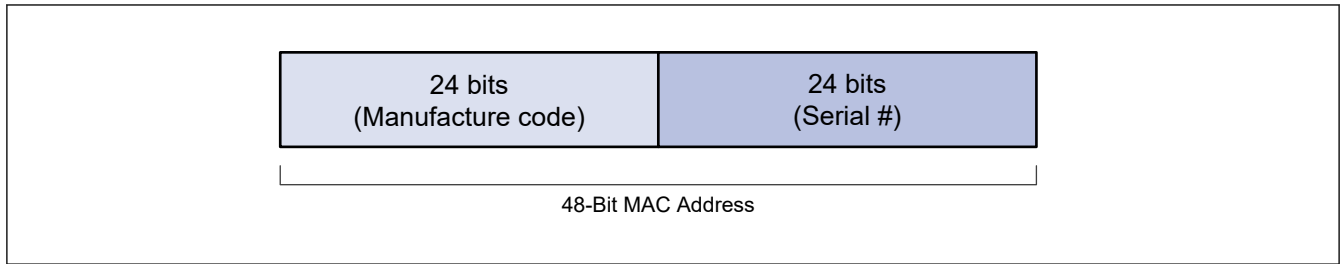 24 bits
(Manufacture code)
24 bits
(Serial #)
48-Bit MAC Address